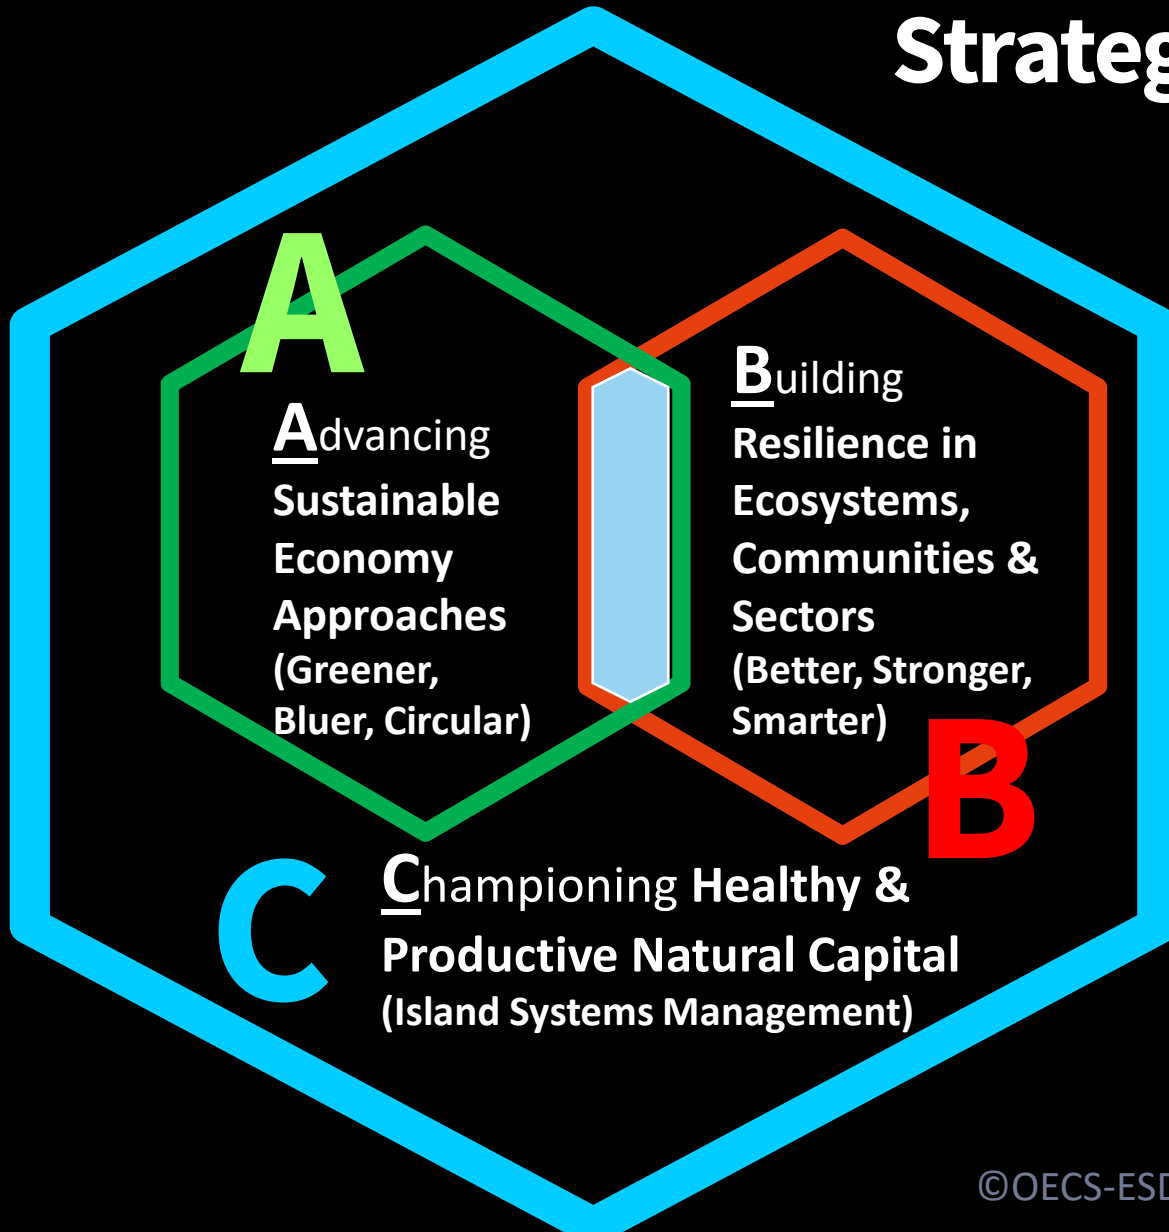 Strateg
A
Advancing
Sustainable
Economy
Approaches
(Greener,
Bluer, Circular)
Building
Resilience in
Ecosystems,
Communities &
Sectors
(Better, Stronger,
Smarter)
B
C
Championing Healthy &
Productive Natural Capital
(Island Systems Management)
©OECS-ESD